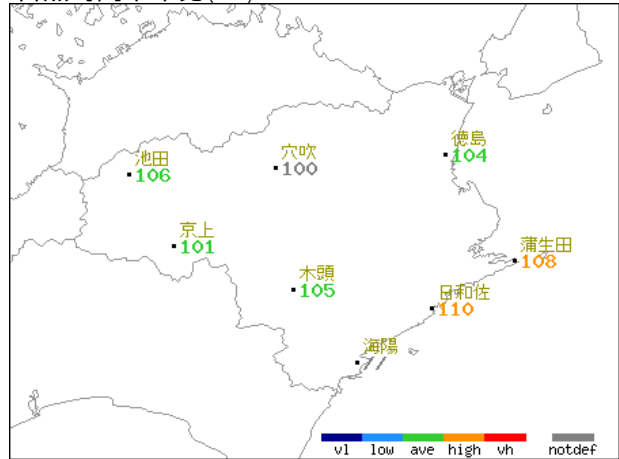 徳島
104
穴吹
100
池田
106
京上
101
蒲生田
108
木頭
105
日和佐
110
海陽
//
vl low ave high vh notdef